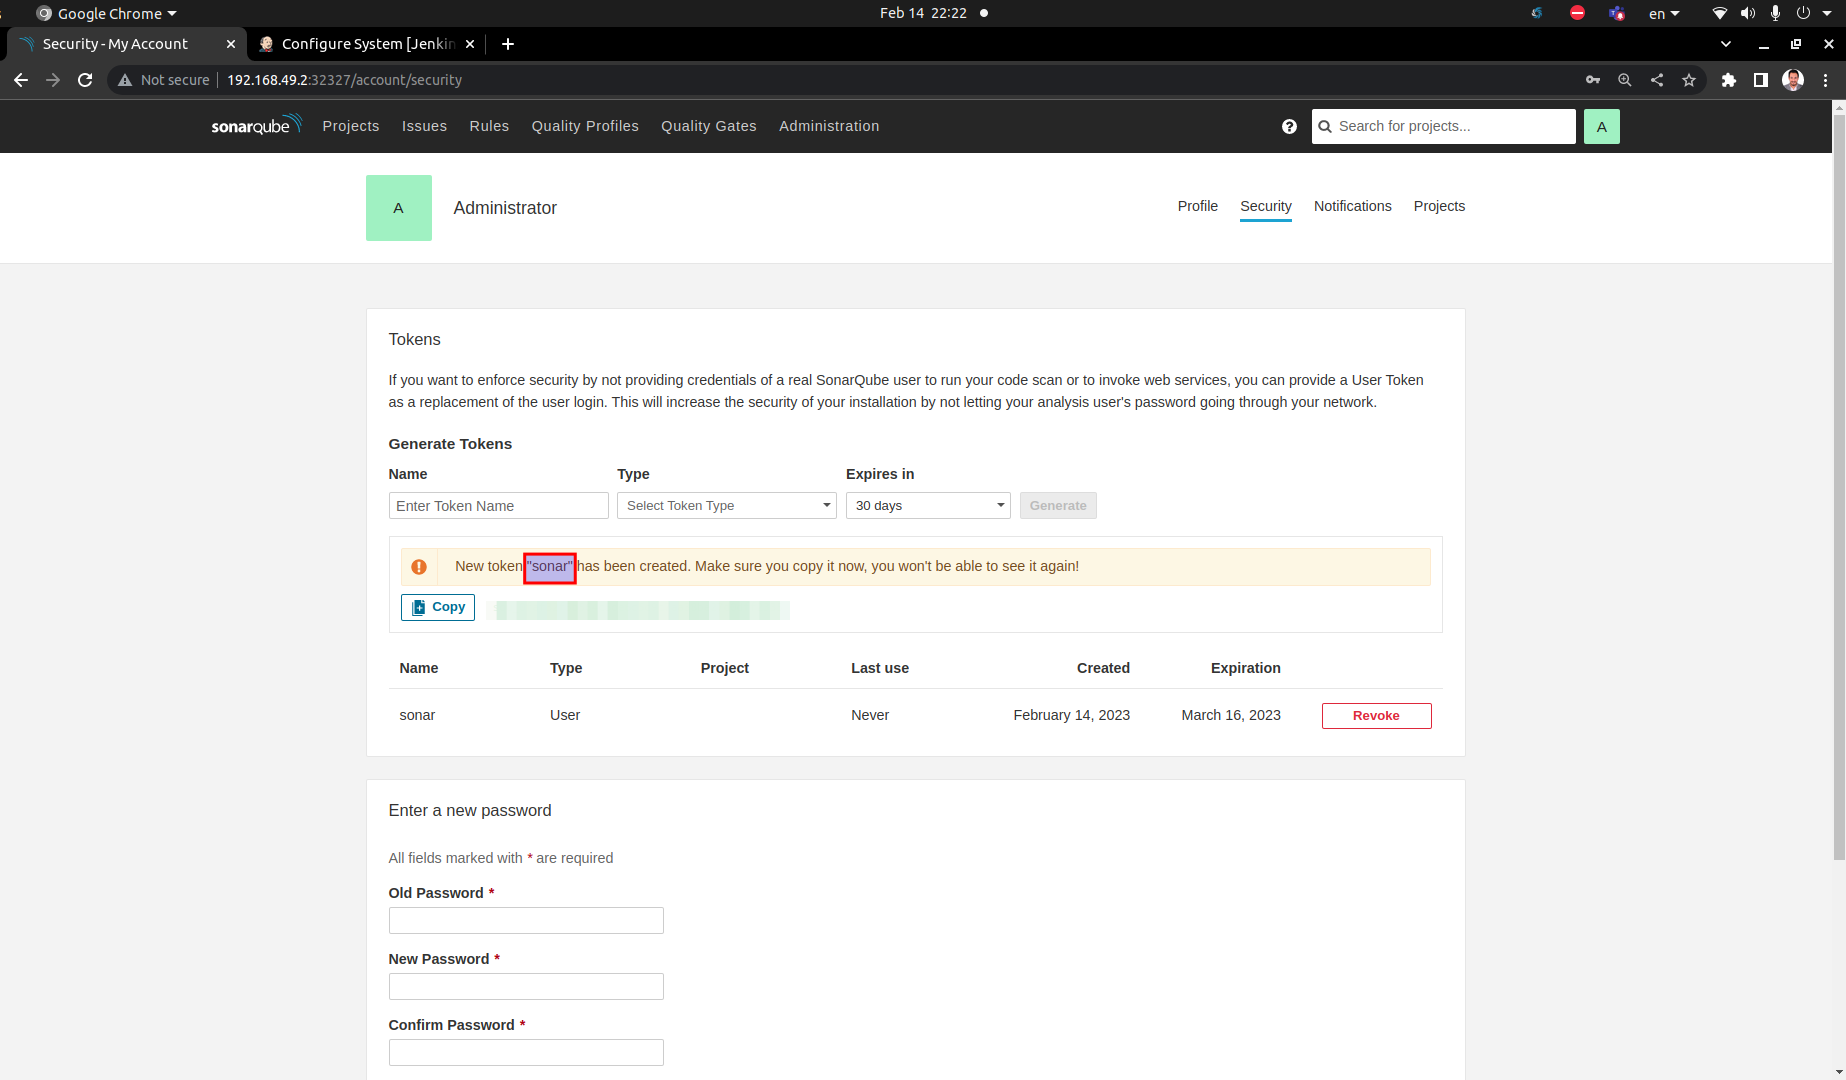 Google Chrome
Feb 14 22:22
en
Security - My Account
Configure System [Jenkin
Not secure
192.168.49.2:32327/account/security
sonarqube
Projects
Issues
Rules
Quality Profiles
Quality Gates
Administration
Search for projects...
A
A
Administrator
Profile
Security
Notifications
Projects
Tokens
If you want to enforce security by not providing credentials of a real SonarQube user to run your code scan or to invoke web services, you can provide a User Token
as a replacement of the user login. This will increase the security of your installation by not letting your analysis user's password going through your network.
Generate Tokens
Name
Type
Expires in
Enter Token Name
Select Token Type
30 days
Generate
New token "sonar" has been created. Make sure you copy it now, you won't be able to see it again!
Copy
Name
Type
Project
Last use
Created
Expiration
sonar
User
Never
February 14, 2023
March 16, 2023
Revoke
Enter a new password
All fields marked with * are required
Old Password *
New Password *
Confirm Password *